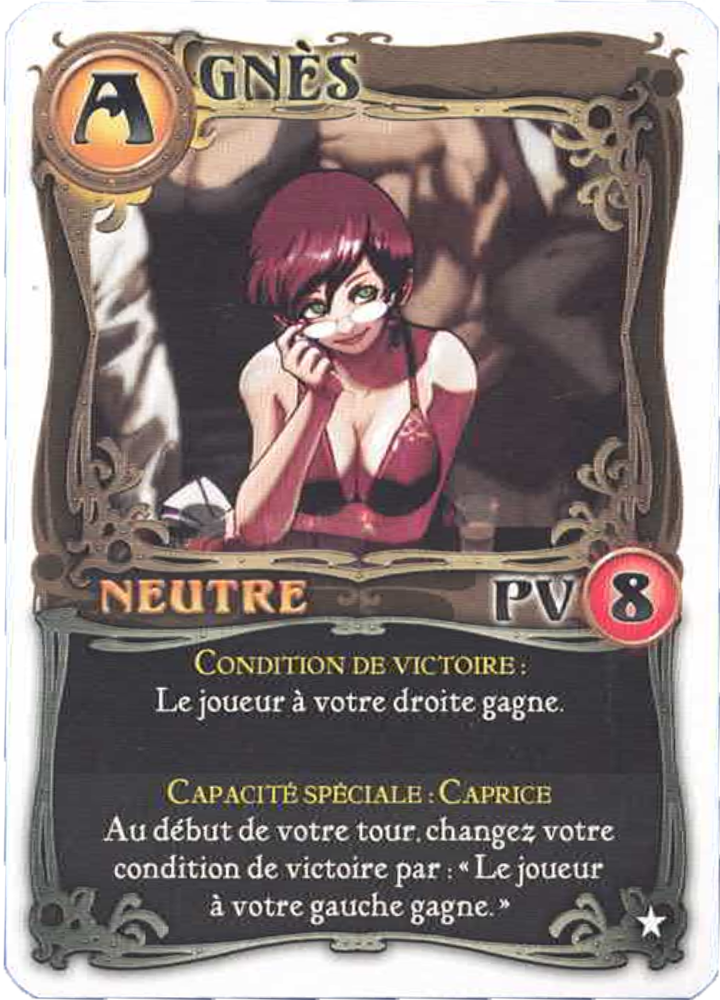 AGNÈS
NEUTRE PV 8
CONDITION DE VICTOIRE :
Le joueur à votre droite gagne.
CAPACITÉ SPÉCIALE : CAPRICE
Au début de votre tour, changez votre
condition de victoire par : « Le joueur
à votre gauche gagne. »